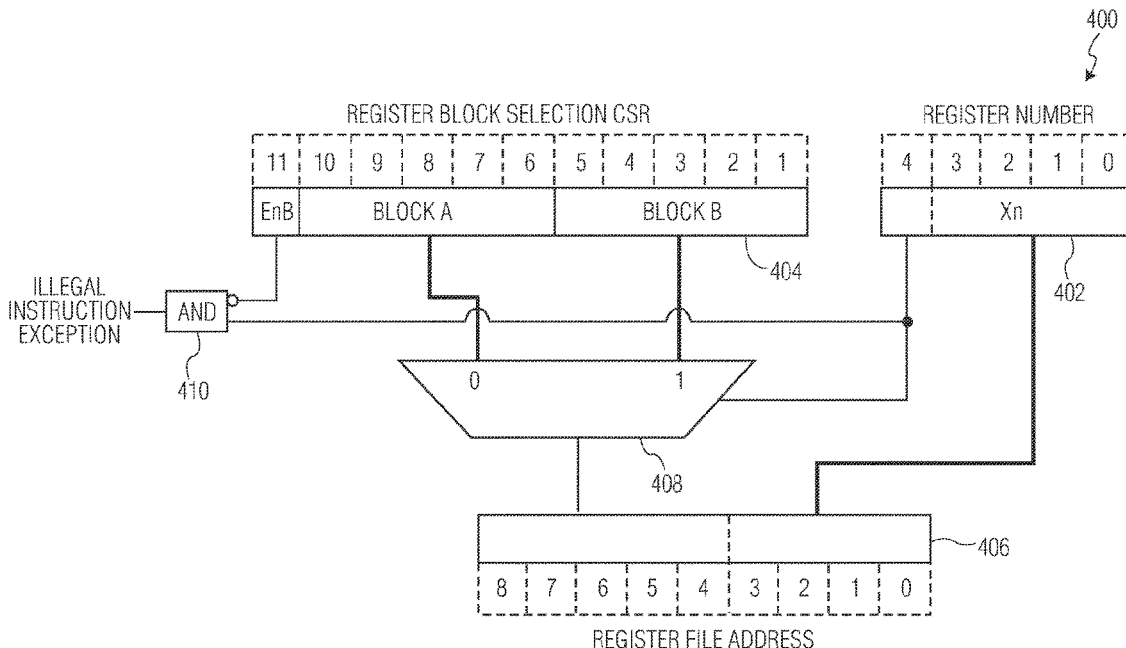 400
REGISTER BLOCK SELECTION CSR
REGISTER NUMBER
11 10 9 8 7 6 5 4 3 2 1
4 3 2 1 0
EnB BLOCK A BLOCK B
Xn
404
402
ILLEGAL
INSTRUCTION
EXCEPTION
AND
410
0 1
408
406
8 7 6 5 4 3 2 1 0
REGISTER FILE ADDRESS